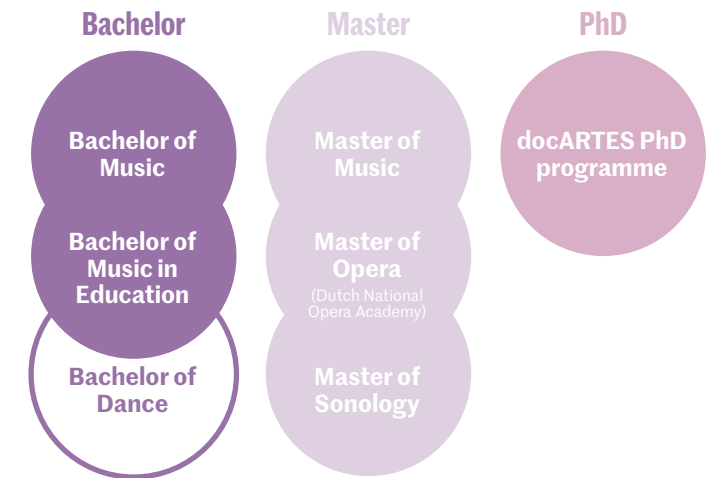 Bachelor
Bachelor of
Music
Bachelor of
Music in
Education
Bachelor of
Dance
Master
Master of
Music
Master of
Opera
(Dutch National
Opera Academy)
Master of
Sonology
PhD
docARTES PhD
programme